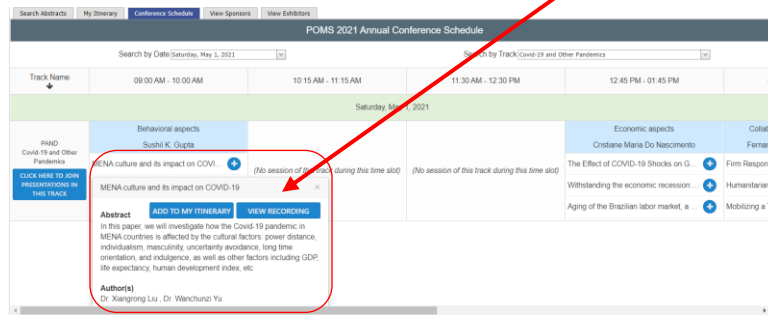 Search Abstracts My Itinerary Conference Schedule View Sponsors View Exhibitors
POMS 2021 Annual Conference Schedule
Search by Date Saturday, May 1, 2021 Search by Track Covid-19 and Other Pandemics
Track Name 09:00 AM - 10:00 AM 10:15 AM - 11:15 AM 11:30 AM - 12:30 PM 12:45 PM - 01:45 PM
Saturday, May 1, 2021
PAND
Covid-19 and Other
Pandemics
CLICK HERE TO JOIN
PRESENTATIONS IN
THIS TRACK
Behavioral aspects
Sushil K. Gupta
MENA culture and its impact on COVI...
(No session of this track during this time slot)
(No session of this track during this time slot)
Economic aspects
Cristiane Maria Do Nascimento
The Effect of COVID-19 Shocks on G...
Withstanding the economic recession:...
Aging of the Brazilian labor market, a ...
Collat
Fernan
Firm Respon
Humanitarian
Mobilizing a
MENA culture and its impact on COVID-19 ×
ADD TO MY ITINERARY VIEW RECORDING
Abstract
In this paper, we will investigate how the Covid-19 pandemic in
MENA countries is affected by the cultural factors: power distance,
individualism, masculinity, uncertainty avoidance, long time
orientation, and indulgence, as well as other factors including GDP,
life expectancy, human development index, etc
Author(s)
Dr. Xiangrong Liu , Dr. Wanchunzi Yu